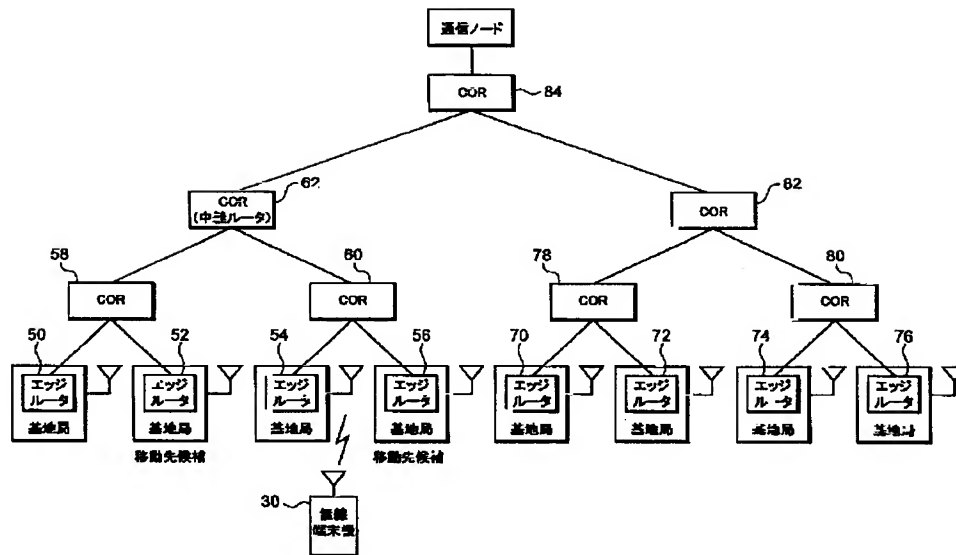 通信ノード
COR
84
62
COR
(中継ルータ)
82
COR
58
COR
60
COR
78
COR
80
COR
50
エッジ
ルータ
基地局
52
エッジ
ルータ
基地局
移動先候補
54
エッジ
ルータ
基地局
56
エッジ
ルータ
基地局
移動先候補
70
エッジ
ルータ
基地局
72
エッジ
ルータ
基地局
74
エッジ
ルータ
基地局
76
エッジ
ルータ
基地局
30
無線
端末機